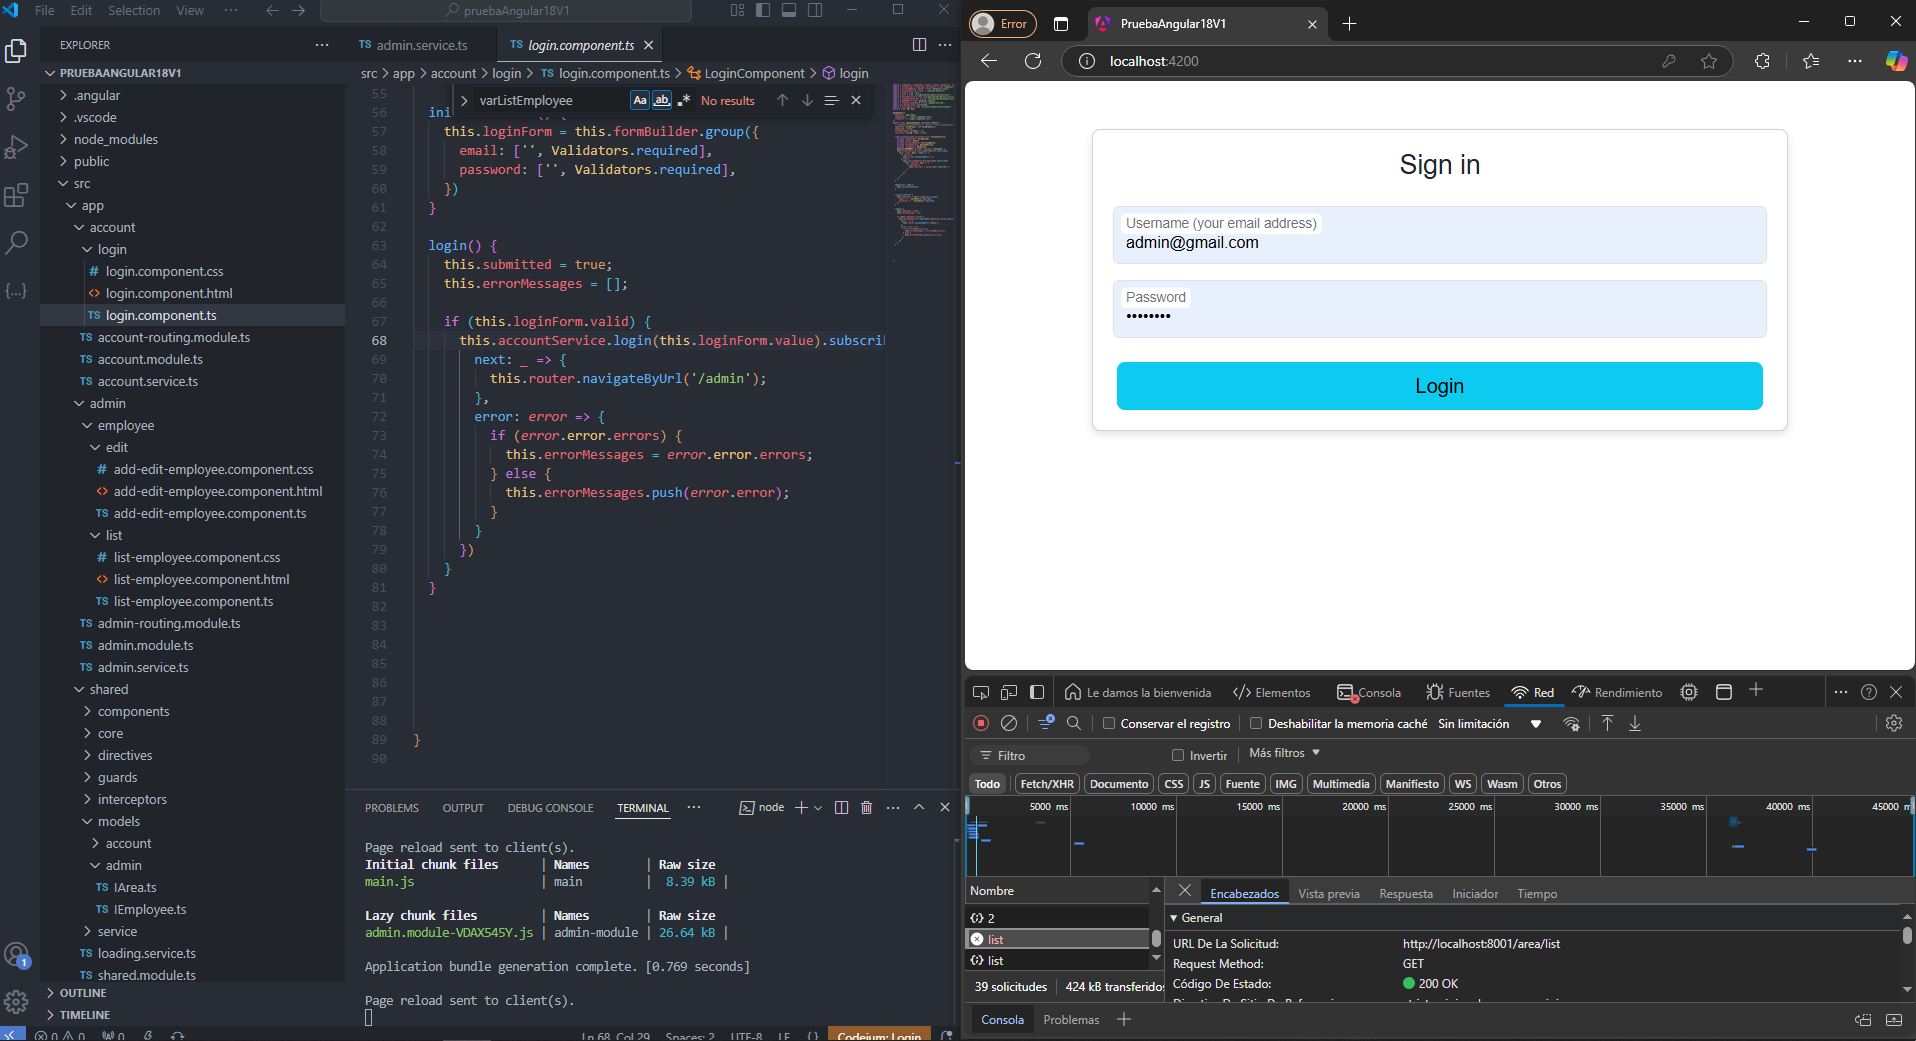 File Edit Selection View ··· pruebaAngular18V1
EXPLORER ···
PRUEBAANGULAR18V1
.angular
.vscode
node_modules
public
src
app
account
login
# login.component.css
<> login.component.html
TS login.component.ts
TS account-routing.module.ts
TS account.module.ts
TS account.service.ts
admin
employee
edit
# add-edit-employee.component.css
<> add-edit-employee.component.html
TS add-edit-employee.component.ts
list
# list-employee.component.css
<> list-employee.component.html
TS list-employee.component.ts
TS admin-routing.module.ts
TS admin.module.ts
TS admin.service.ts
shared
components
core
directives
guards
interceptors
models
account
admin
TS IArea.ts
TS IEmployee.ts
service
TS loading.service.ts
TS shared.module.ts
OUTLINE
TIMELINE
1
TS admin.service.ts TS login.component.ts
src > app > account > login > TS login.component.ts > LoginComponent > login
varListEmployee Aa ab .* No results
55
56
57 this.loginForm = this.formBuilder.group({
58 email: ['', Validators.required],
59 password: ['', Validators.required],
60 })
61 }
62
63 login() {
64 this.submitted = true;
65 this.errorMessages = [];
66
67 if (this.loginForm.valid) {
68 this.accountService.login(this.loginForm.value).subscri
69 next: _ => {
70 this.router.navigateByUrl('/admin');
71 },
72 error: error => {
73 if (error.error.errors) {
74 this.errorMessages = error.error.errors;
75 } else {
76 this.errorMessages.push(error.error);
77 }
78 }
79 })
80 }
81 }
82
83
84
85
86
87
88
89 }
90
PROBLEMS OUTPUT DEBUG CONSOLE TERMINAL ··· node
Page reload sent to client(s).
Initial chunk files | Names | Raw size
main.js | main | 8.39 kB |
Lazy chunk files | Names | Raw size
admin.module-VDAX545Y.js | admin-module | 26.64 kB |
Application bundle generation complete. [0.769 seconds]
Page reload sent to client(s).
0 0 0 Ln 68, Col 29 Spaces: 2 UTF-8 LF {} Codeium: Login
Error PruebaAngular18V1
localhost:4200
Sign in
Username (your email address)
admin@gmail.com
Password
••••••••
Login
Le damos la bienvenida Elementos Consola Fuentes Red Rendimiento
Conservar el registro Deshabilitar la memoria caché Sin limitación
Filtro Invertir Más filtros
Todo Fetch/XHR Documento CSS JS Fuente IMG Multimedia Manifiesto WS Wasm Otros
5000 ms 10000 ms 15000 ms 20000 ms 25000 ms 30000 ms 35000 ms 40000 ms 45000
Nombre
2
list
list
39 solicitudes 424 kB transferidos
Encabezados Vista previa Respuesta Iniciador Tiempo
General
URL De La Solicitud: http://localhost:8001/area/list
Request Method: GET
Código De Estado: 200 OK
Consola Problemas